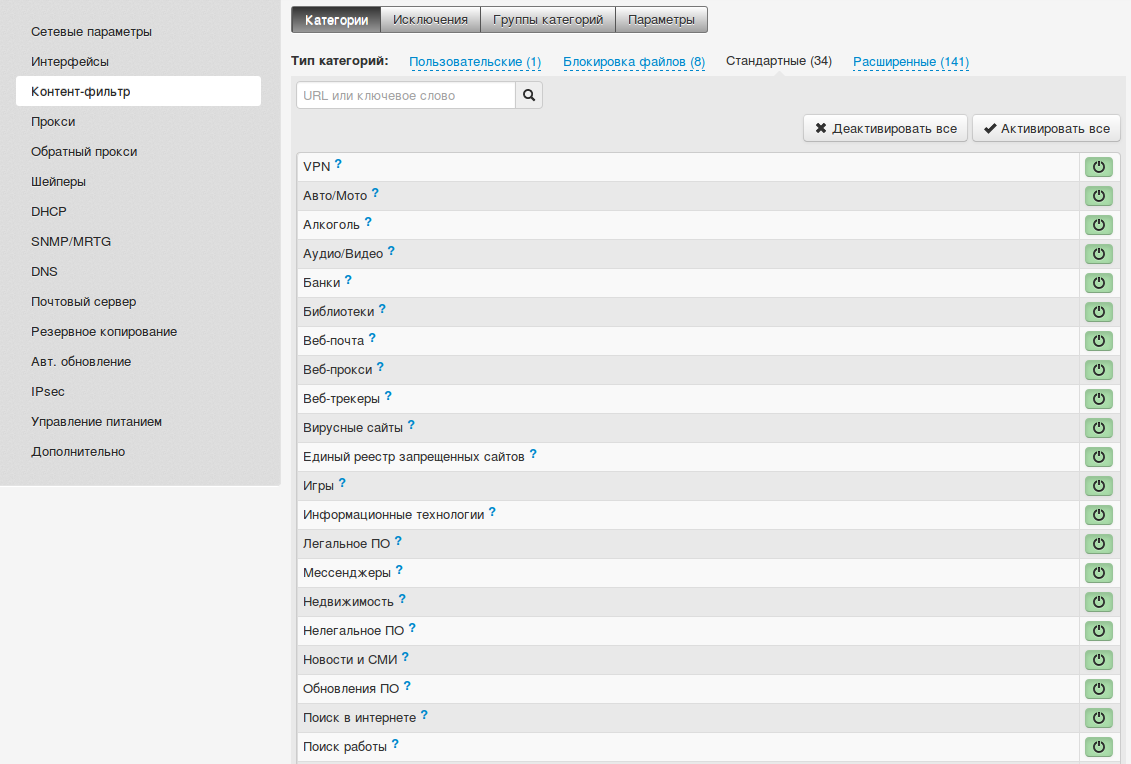 Сетевые параметры
Интерфейсы
Контент-фильтр
Прокси
Обратный прокси
Шейперы
DHCP
SNMP/MRTG
DNS
Почтовый сервер
Резервное копирование
Авт. обновление
IPsec
Управление питанием
Дополнительно
Категории Исключения Группы категорий Параметры
Тип категорий: Пользовательские (1) Блокировка файлов (8) Стандартные (34) Расширенные (141)
URL или ключевое слово
Деактивировать все Активировать все
VPN ?
Авто/Мото ?
Алкоголь ?
Аудио/Видео ?
Банки ?
Библиотеки ?
Веб-почта ?
Веб-прокси ?
Веб-трекеры ?
Вирусные сайты ?
Единый реестр запрещенных сайтов ?
Игры ?
Информационные технологии ?
Легальное ПО ?
Мессенджеры ?
Недвижимость ?
Нелегальное ПО ?
Новости и СМИ ?
Обновления ПО ?
Поиск в интернете ?
Поиск работы ?